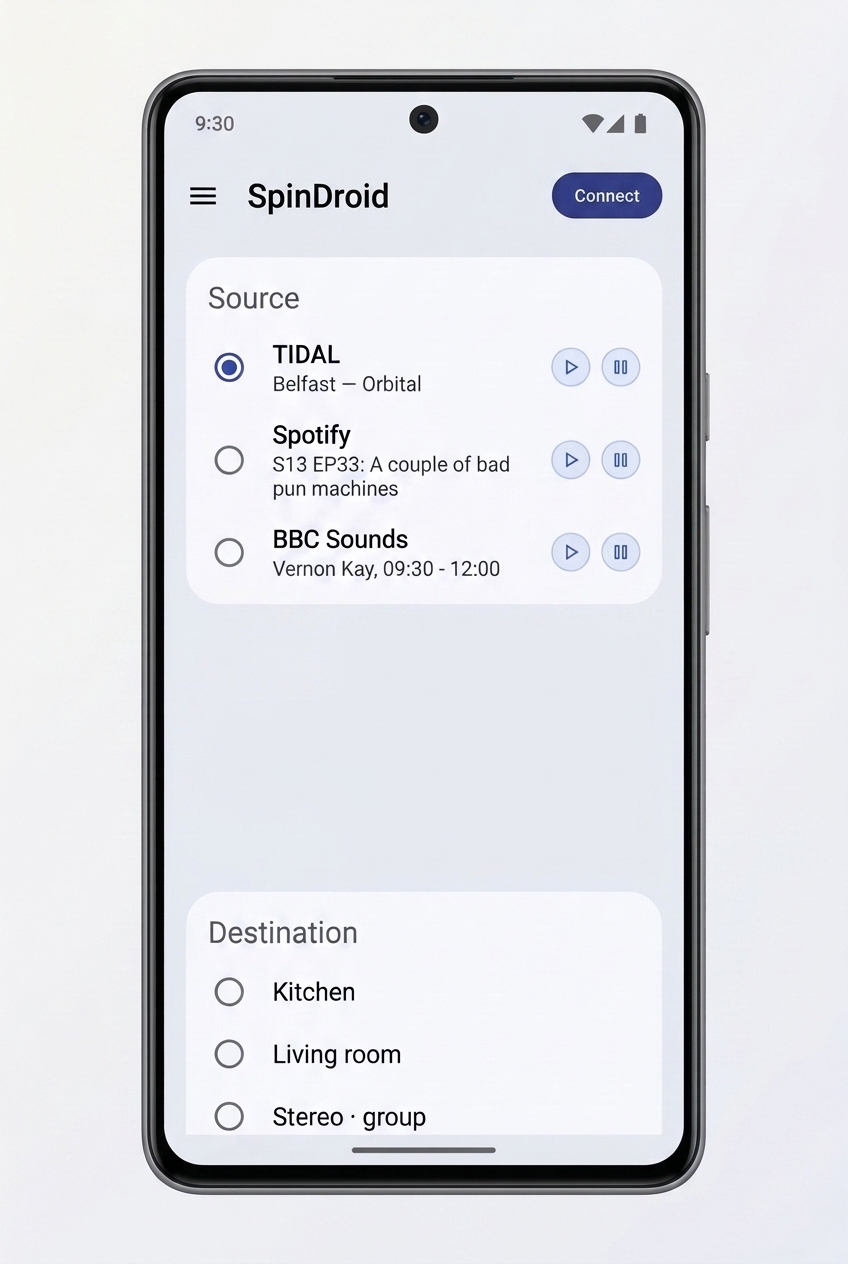 9:30
SpinDroid
Connect
Source
TIDAL
Belfast — Orbital
Spotify
S13 EP33: A couple of bad
pun machines
BBC Sounds
Vernon Kay, 09:30 - 12:00
Destination
Kitchen
Living room
Stereo · group